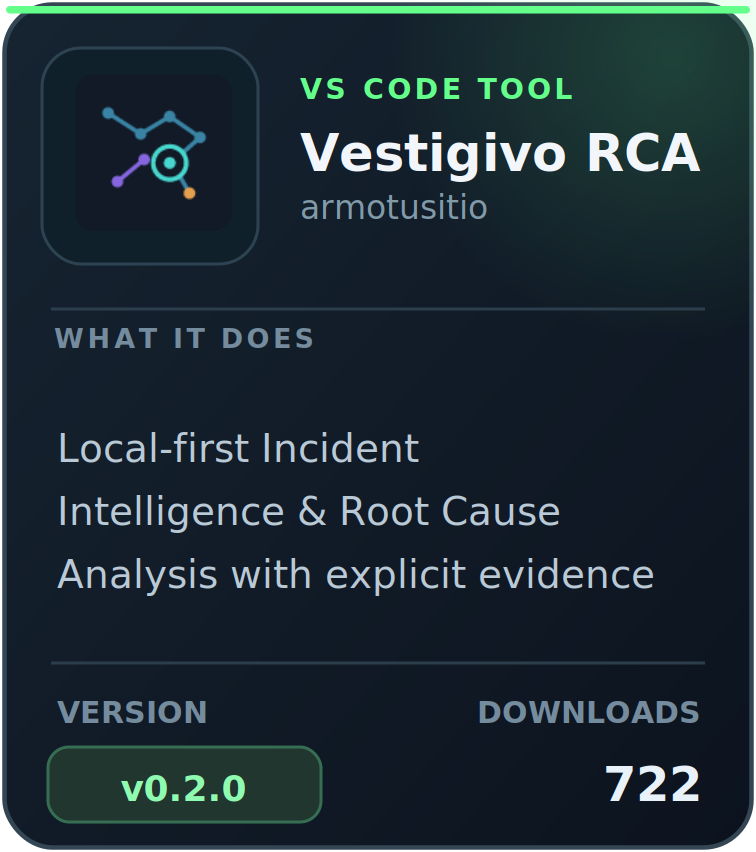 VS CODE TOOL
Vestigivo RCA
armotusitio
WHAT IT DOES
Local-first Incident
Intelligence & Root Cause
Analysis with explicit evidence
VERSION
DOWNLOADS
v0.2.0
722